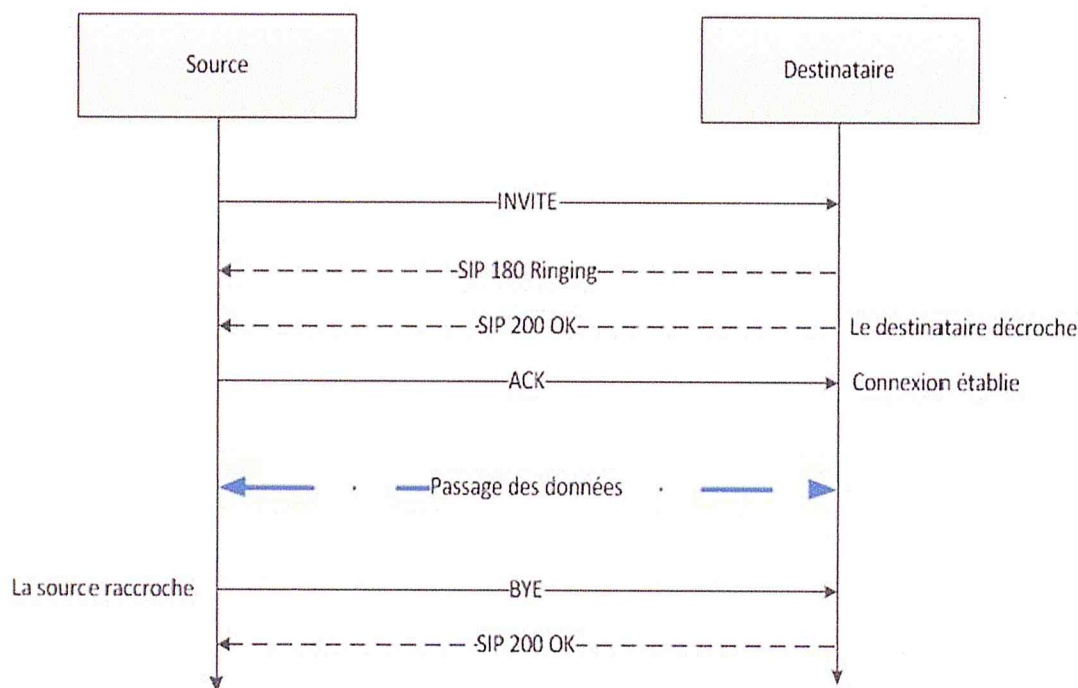 Source
Destinataire
INVITE
SIP 180 Ringing
SIP 200 OK
Le destinataire décroche
ACK
Connexion établie
Passage des données
La source raccroche
BYE
SIP 200 OK